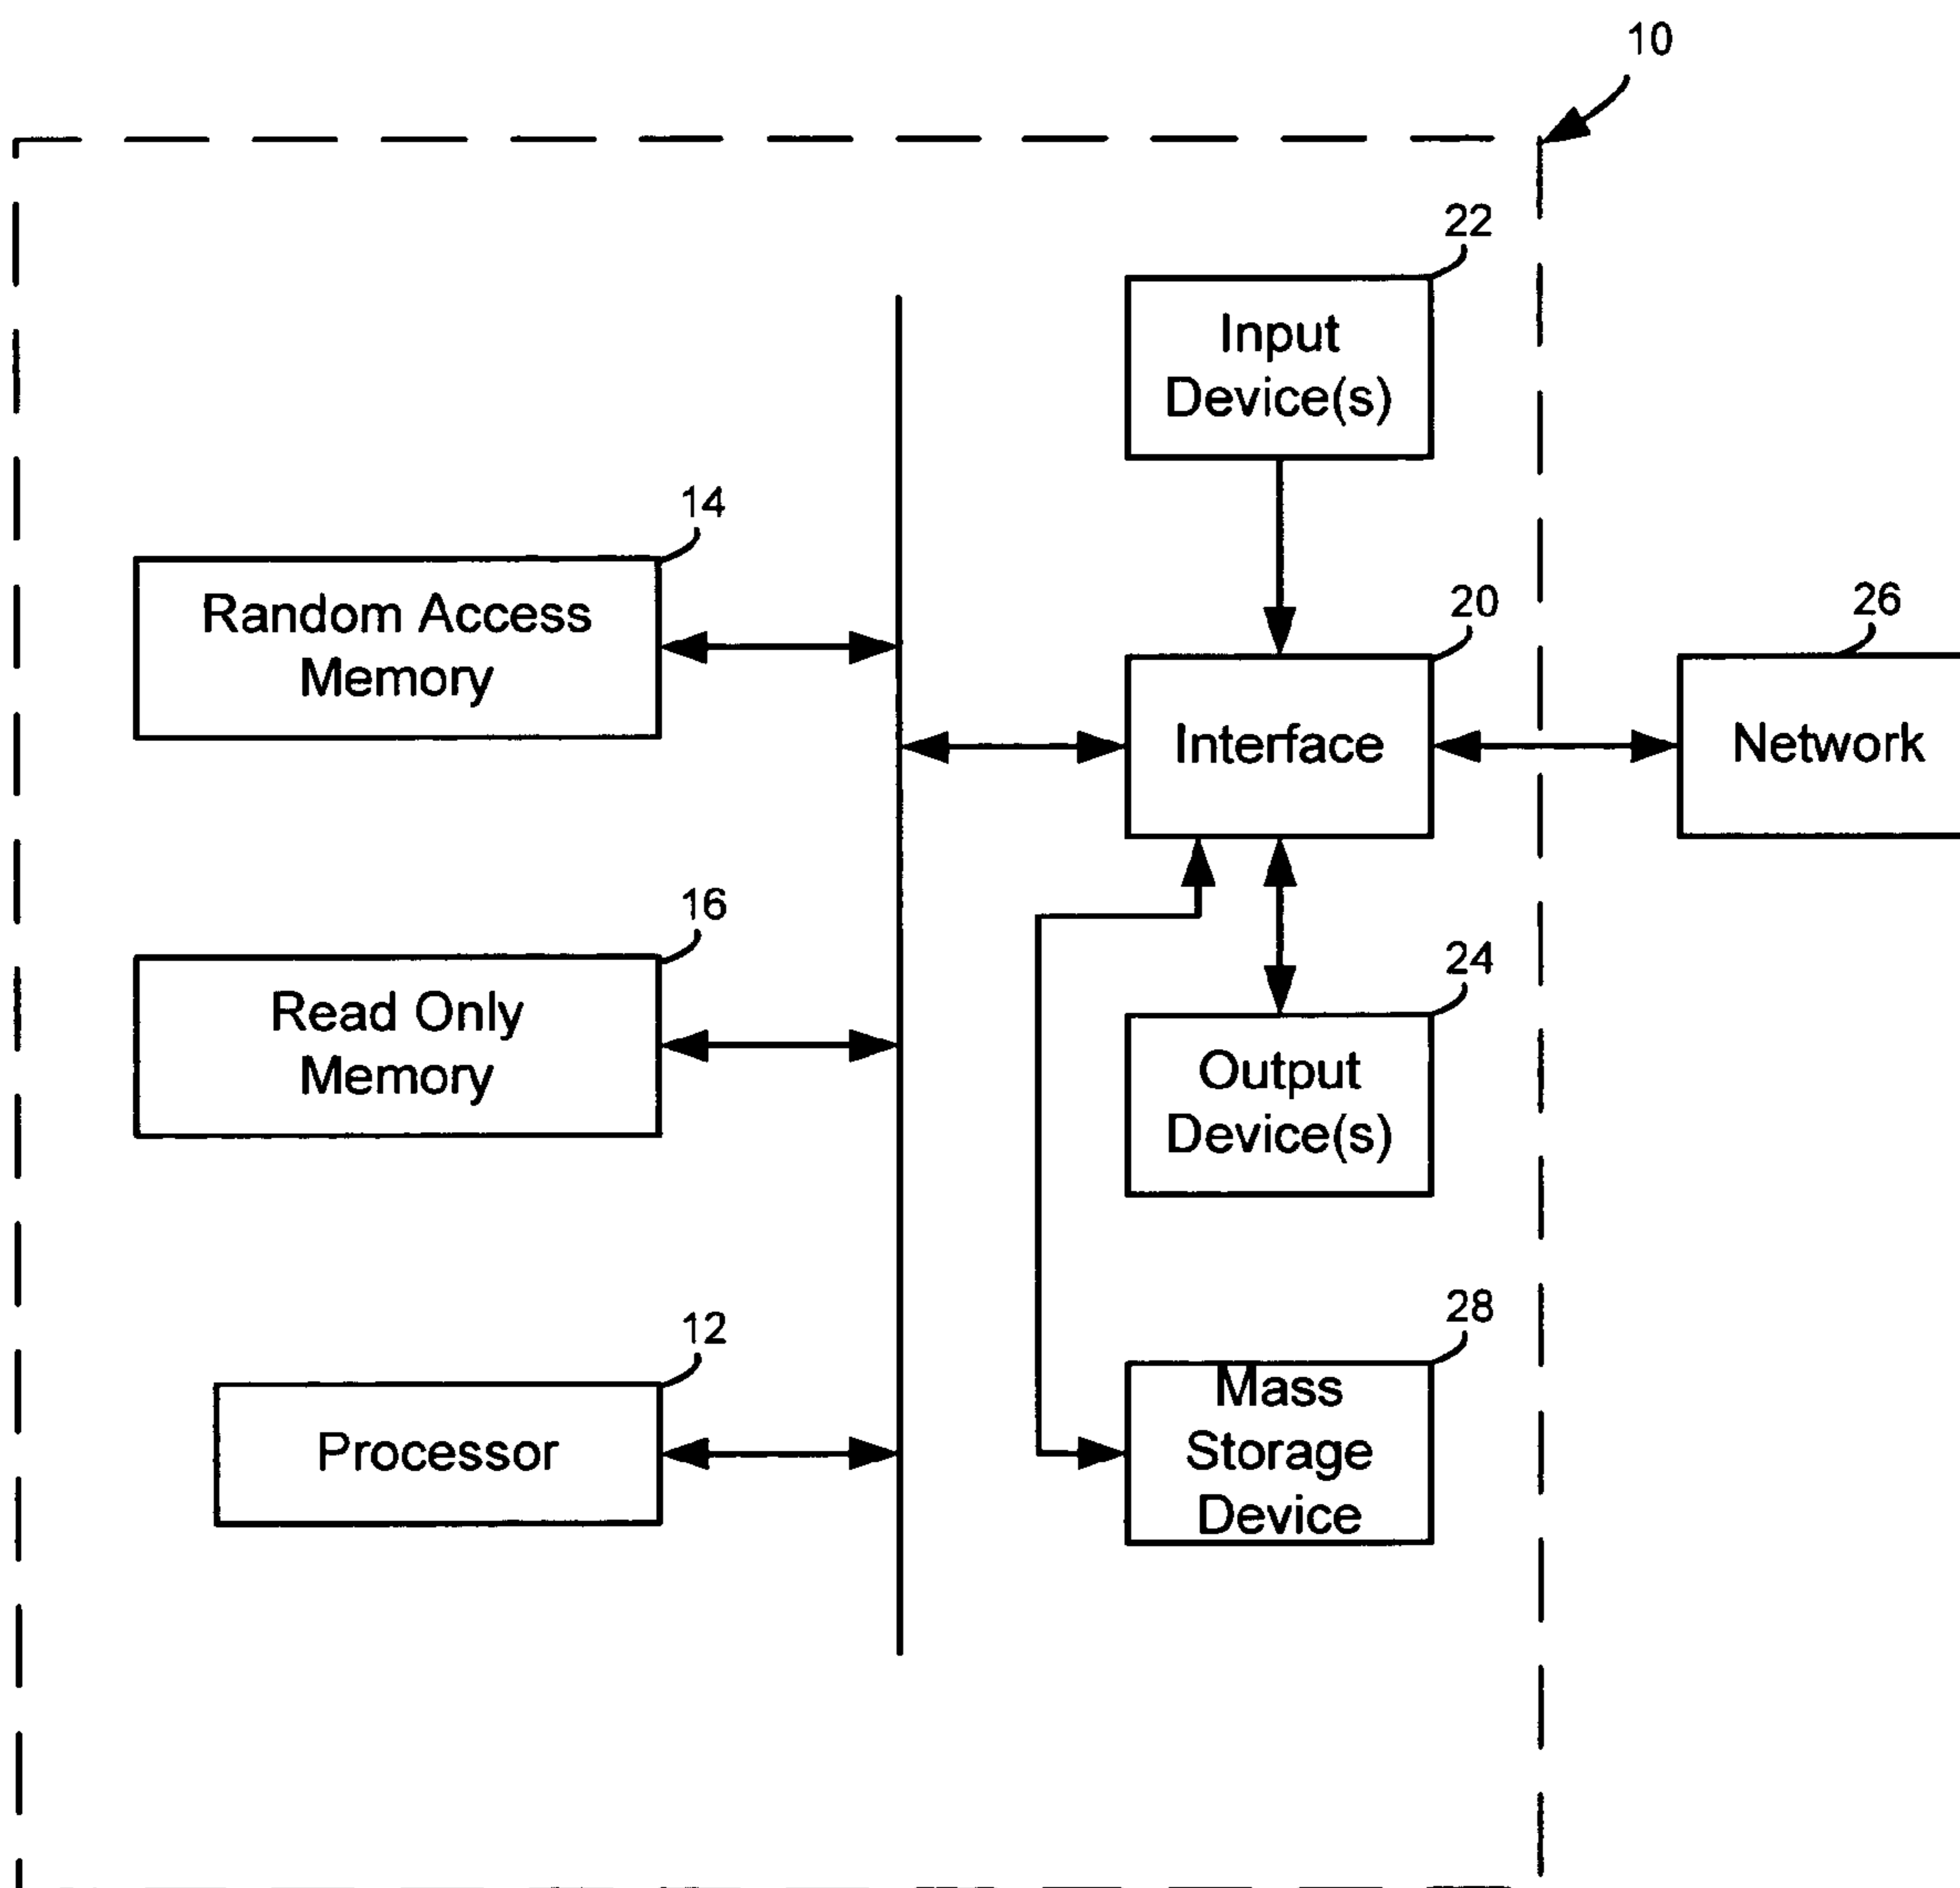 10
22
Input
Device(s)
14
Random Access
Memory
20
Interface
26
Network
16
Read Only
Memory
24
Output
Device(s)
12
Processor
28
Mass
Storage
Device